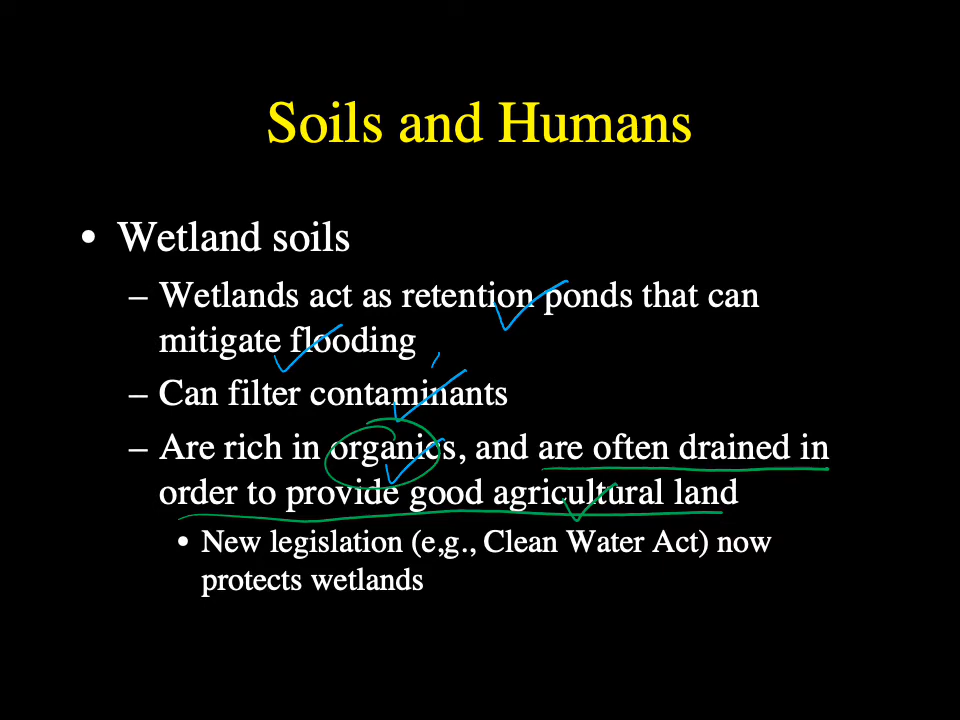 Soils and Humans
• Wetland soils
– Wetlands act as retention ponds that can
mitigate flooding
– Can filter contaminants
– Are rich in organics, and are often drained in
order to provide good agricultural land
• New legislation (e,g., Clean Water Act) now
protects wetlands